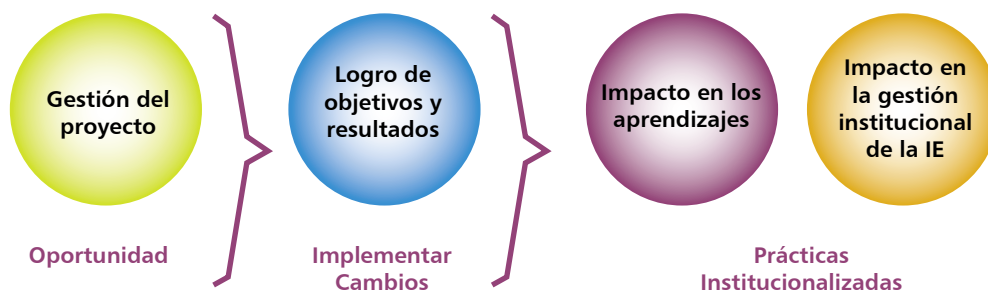 Gestión del
proyecto
Logro de
objetivos y
resultados
Impacto en los
aprendizajes
Impacto en
la gestión
institucional
de la IE
Oportunidad
Implementar
Cambios
Prácticas
Institucionalizadas